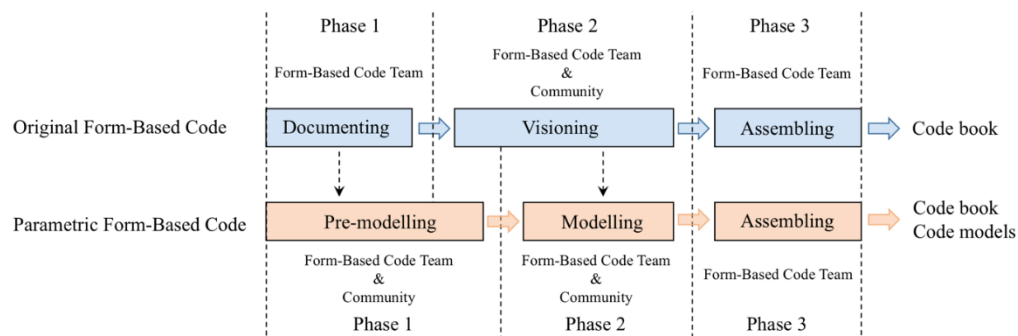 Phase 1
Phase 2
Phase 3
Form-Based Code Team
Form-Based Code Team
&
Community
Form-Based Code Team
Original Form-Based Code
Documenting
Visioning
Assembling
Code book
Parametric Form-Based Code
Pre-modelling
Modelling
Assembling
Code book
Code models
Form-Based Code Team
&
Community
Form-Based Code Team
&
Community
Form-Based Code Team
Phase 1
Phase 2
Phase 3